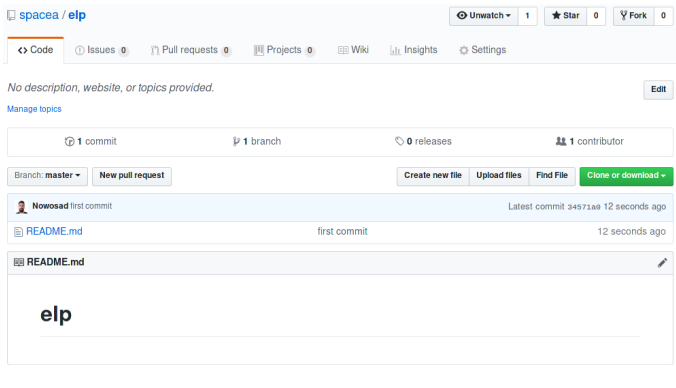 spacea / elp Unwatch 1 Star 0 Fork 0
Code Issues 0 Pull requests 0 Projects 0 Wiki Insights Settings
No description, website, or topics provided. Edit
Manage topics
1 commit 1 branch 0 releases 1 contributor
Branch: master New pull request Create new file Upload files Find File Clone or download
Nowosad first commit Latest commit 34571a0 12 seconds ago
README.md first commit 12 seconds ago
README.md
elp